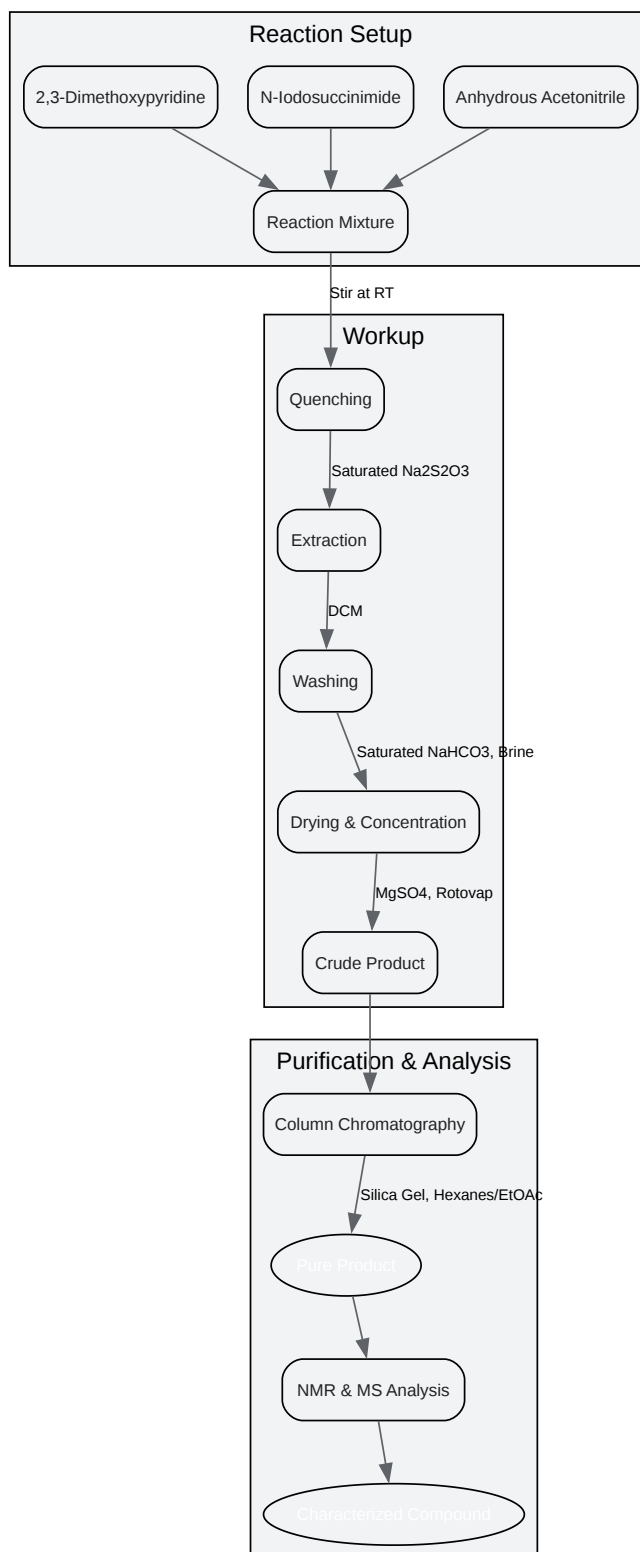 Reaction Setup
2,3-Dimethoxypyridine
N-Iodosuccinimide
Anhydrous Acetonitrile
Reaction Mixture
Stir at RT
Workup
Quenching
Saturated Na2S2O3
Extraction
DCM
Washing
Saturated NaHCO3, Brine
Drying & Concentration
MgSO4, Rotovap
Crude Product
Purification & Analysis
Column Chromatography
Silica Gel, Hexanes/EtOAc
Pure Product
NMR & MS Analysis
Characterized Compound